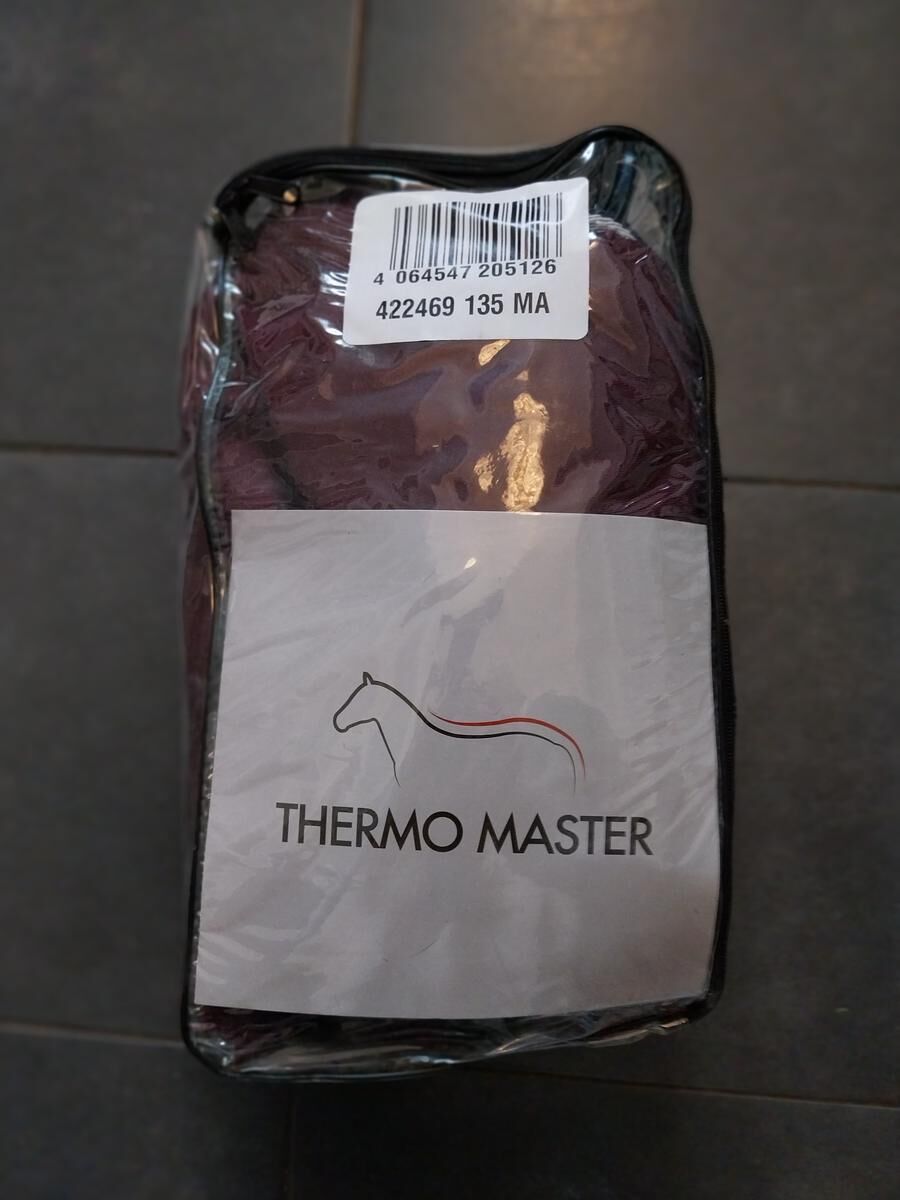 4 064547 205126
422469 135 MA
THERMO MASTER